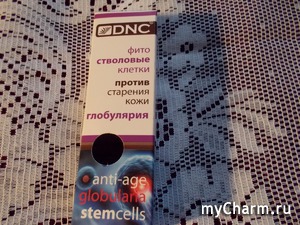 DNC
фито
стволовые
клетки
против
старения
кожи
глобулярия
anti-age
globularia
stemcells
myCharm.ru